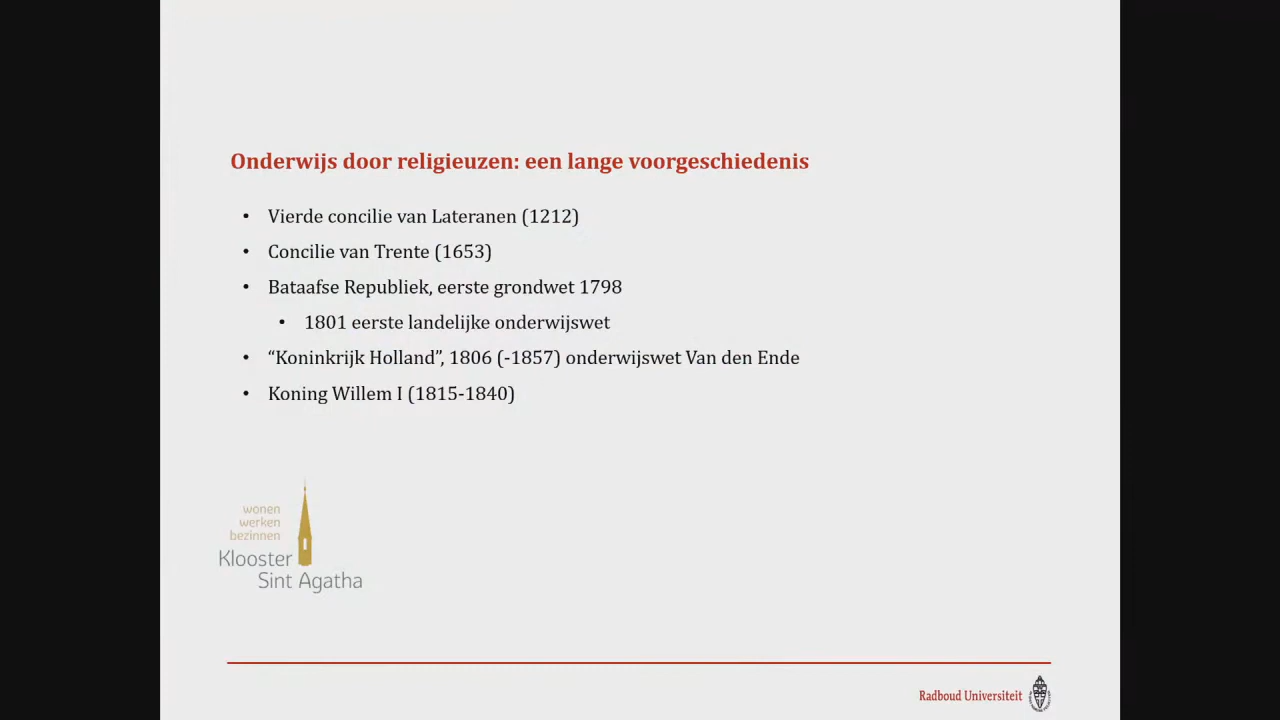 Onderwijs door religieuzen: een lange voorgeschiedenis
• Vierde concilie van Lateranen (1212)
• Concilie van Trente (1653)
• Bataafse Republiek, eerste grondwet 1798
• 1801 eerste landelijke onderwijswet
• “Koninkrijk Holland”, 1806 (-1857) onderwijswet Van den Ende
• Koning Willem I (1815-1840)
wonen
werken
bezinnen
Klooster
Sint Agatha
Radboud Universiteit